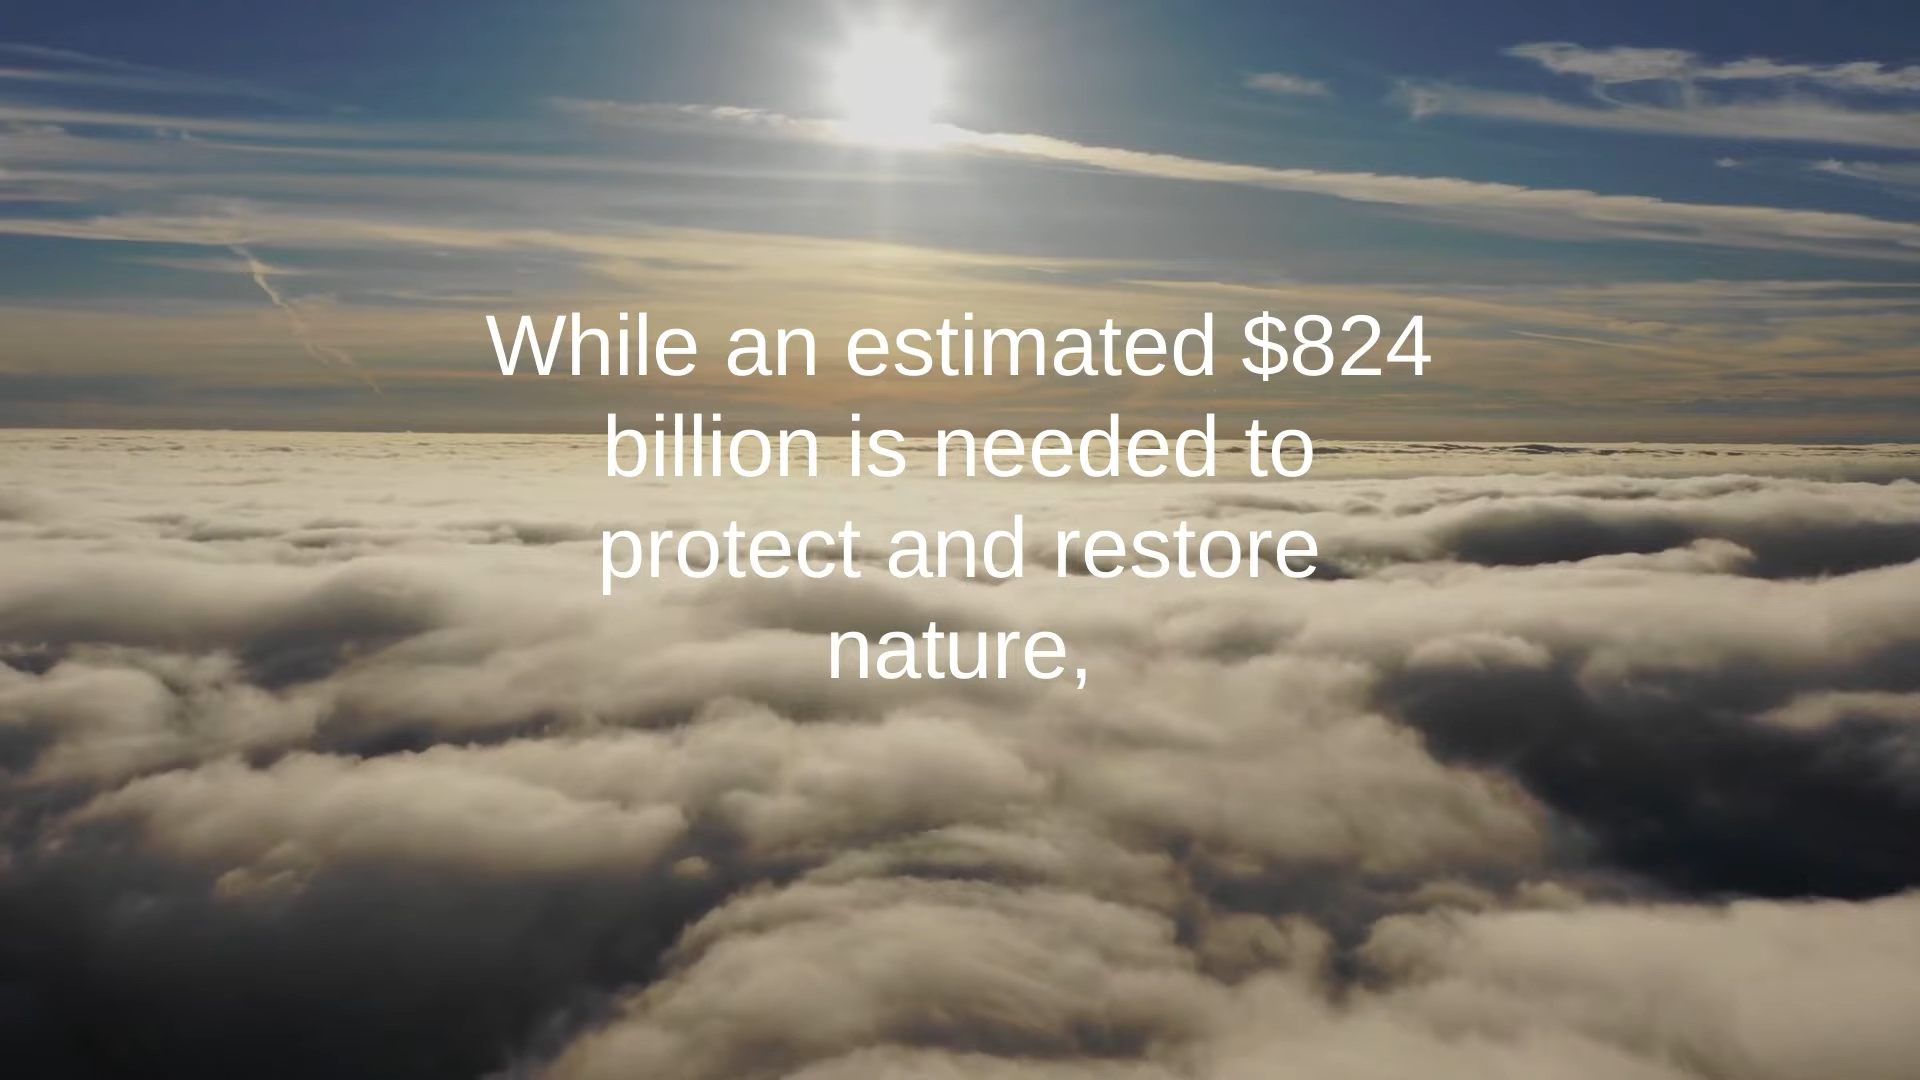 While an estimated $824
billion is needed to
protect and restore
nature,